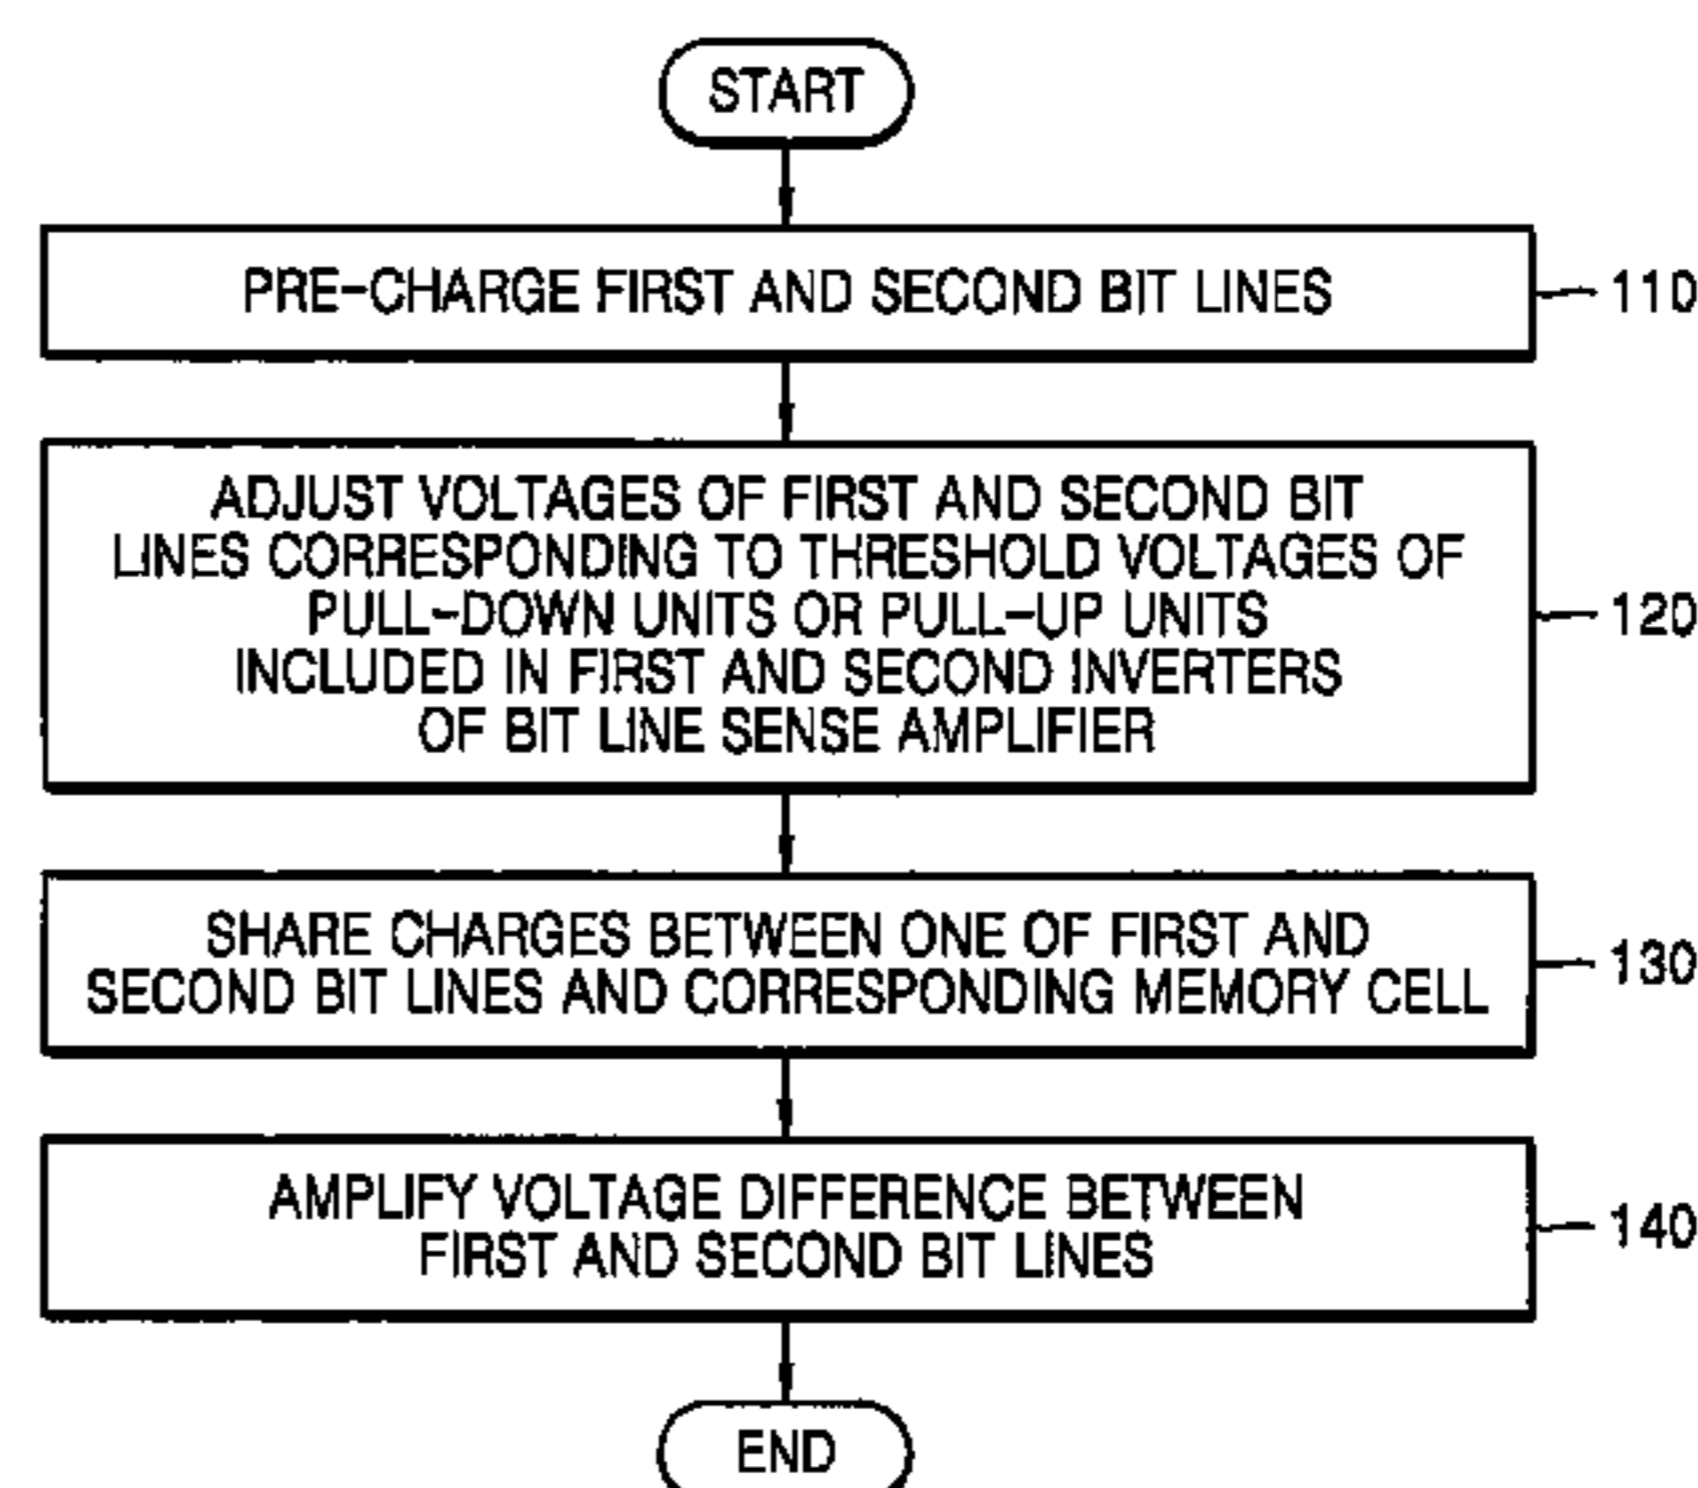 START
PRE-CHARGE FIRST AND SECOND BIT LINES
110
ADJUST VOLTAGES OF FIRST AND SECOND BIT
LINES CORRESPONDING TO THRESHOLD VOLTAGES OF
PULL-DOWN UNITS OR PULL-UP UNITS
INCLUDED IN FIRST AND SECOND INVERTERS
OF BIT LINE SENSE AMPLIFIER
120
SHARE CHARGES BETWEEN ONE OF FIRST AND
SECOND BIT LINES AND CORRESPONDING MEMORY CELL
130
AMPLIFY VOLTAGE DIFFERENCE BETWEEN
FIRST AND SECOND BIT LINES
140
END